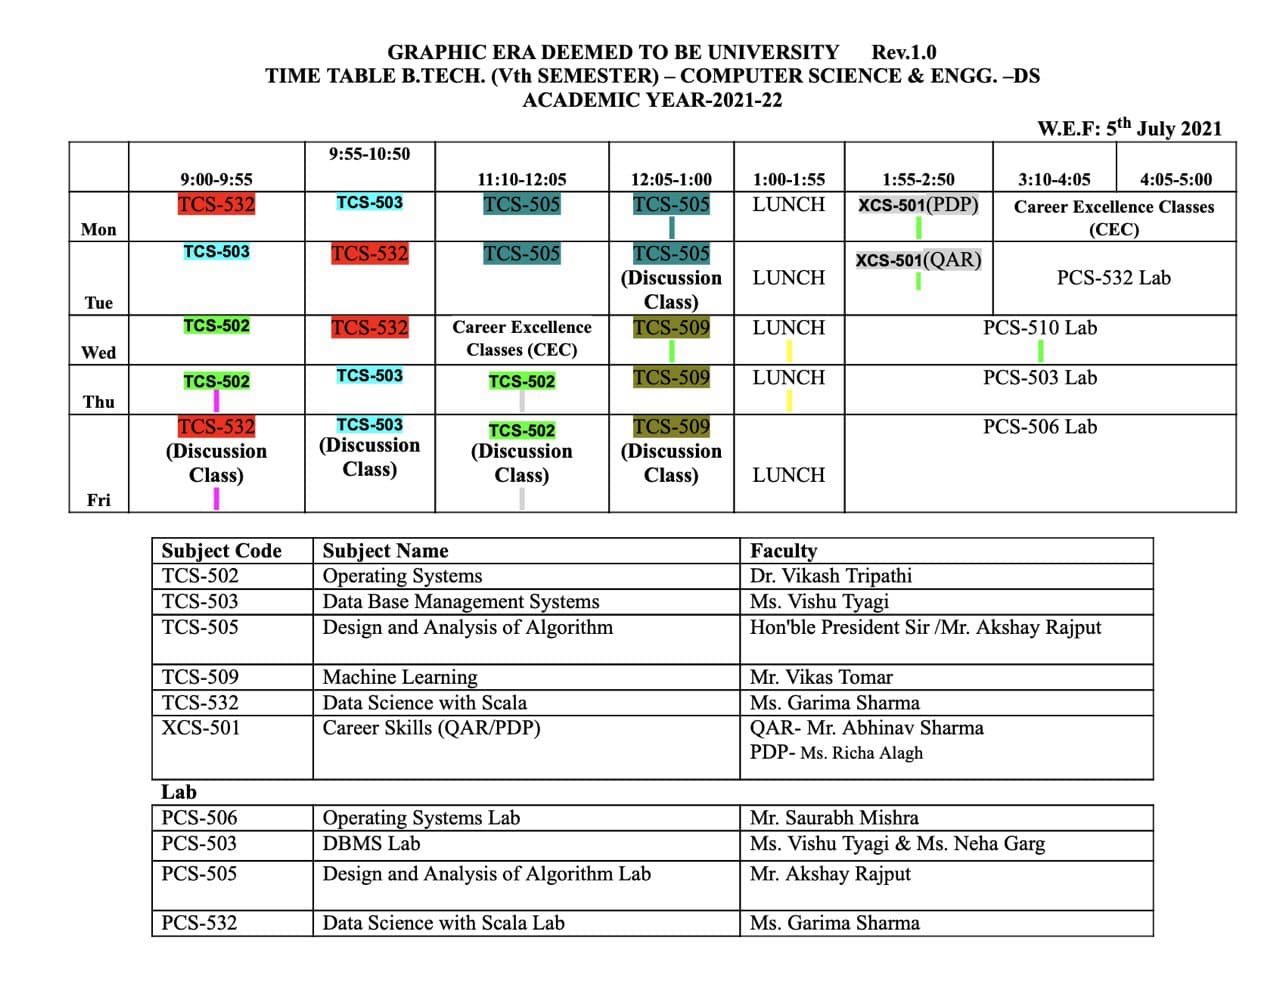 GRAPHIC ERA DEEMED TO BE UNIVERSITY Rev.1.0
TIME TABLE B.TECH. (Vth SEMESTER) – COMPUTER SCIENCE & ENGG. –DS
ACADEMIC YEAR-2021-22
W.E.F: 5th July 2021
9:00-9:55 9:55-10:50 11:10-12:05 12:05-1:00 1:00-1:55 1:55-2:50 3:10-4:05 4:05-5:00
Mon TCS-532 TCS-503 TCS-505 TCS-505 LUNCH XCS-501(PDP) Career Excellence Classes (CEC)
Tue TCS-503 TCS-532 TCS-505 TCS-505 (Discussion Class) LUNCH XCS-501(QAR) PCS-532 Lab
Wed TCS-502 TCS-532 Career Excellence Classes (CEC) TCS-509 LUNCH PCS-510 Lab
Thu TCS-502 TCS-503 TCS-502 TCS-509 LUNCH PCS-503 Lab
Fri TCS-532 (Discussion Class) TCS-503 (Discussion Class) TCS-502 (Discussion Class) TCS-509 (Discussion Class) LUNCH PCS-506 Lab
Subject Code Subject Name Faculty
TCS-502 Operating Systems Dr. Vikash Tripathi
TCS-503 Data Base Management Systems Ms. Vishu Tyagi
TCS-505 Design and Analysis of Algorithm Hon'ble President Sir /Mr. Akshay Rajput
TCS-509 Machine Learning Mr. Vikas Tomar
TCS-532 Data Science with Scala Ms. Garima Sharma
XCS-501 Career Skills (QAR/PDP) QAR- Mr. Abhinav Sharma
PDP- Ms. Richa Alagh
Lab
PCS-506 Operating Systems Lab Mr. Saurabh Mishra
PCS-503 DBMS Lab Ms. Vishu Tyagi & Ms. Neha Garg
PCS-505 Design and Analysis of Algorithm Lab Mr. Akshay Rajput
PCS-532 Data Science with Scala Lab Ms. Garima Sharma